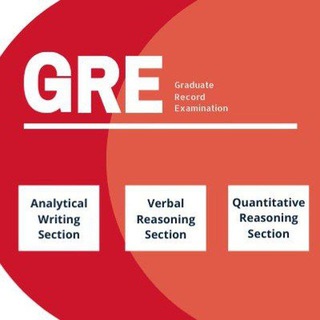 GRE
Graduate
Record
Examination
Analytical
Writing
Section
Verbal
Reasoning
Section
Quantitative
Reasoning
Section